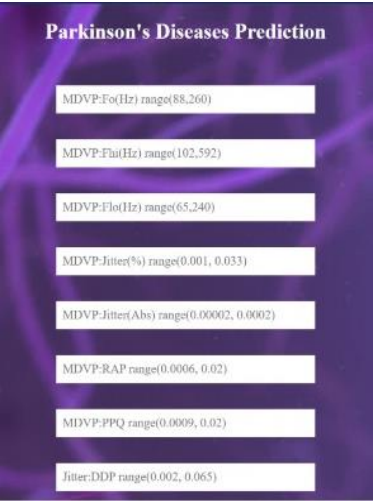 Parkinson's Diseases Prediction
MDVP:Fo(Hz) range(88,260)
MDVP:Fhi(Hz) range(102,592)
MDVP:Flo(Hz) range(65,240)
MDVP:Jitter(%) range(0.001, 0.033)
MDVP:Jitter(Abs) range(0.00002, 0.0002)
MDVP:RAP range(0.0006, 0.02)
MDVP:PPQ range(0.0009, 0.02)
Jitter:DDP range(0.002, 0.065)